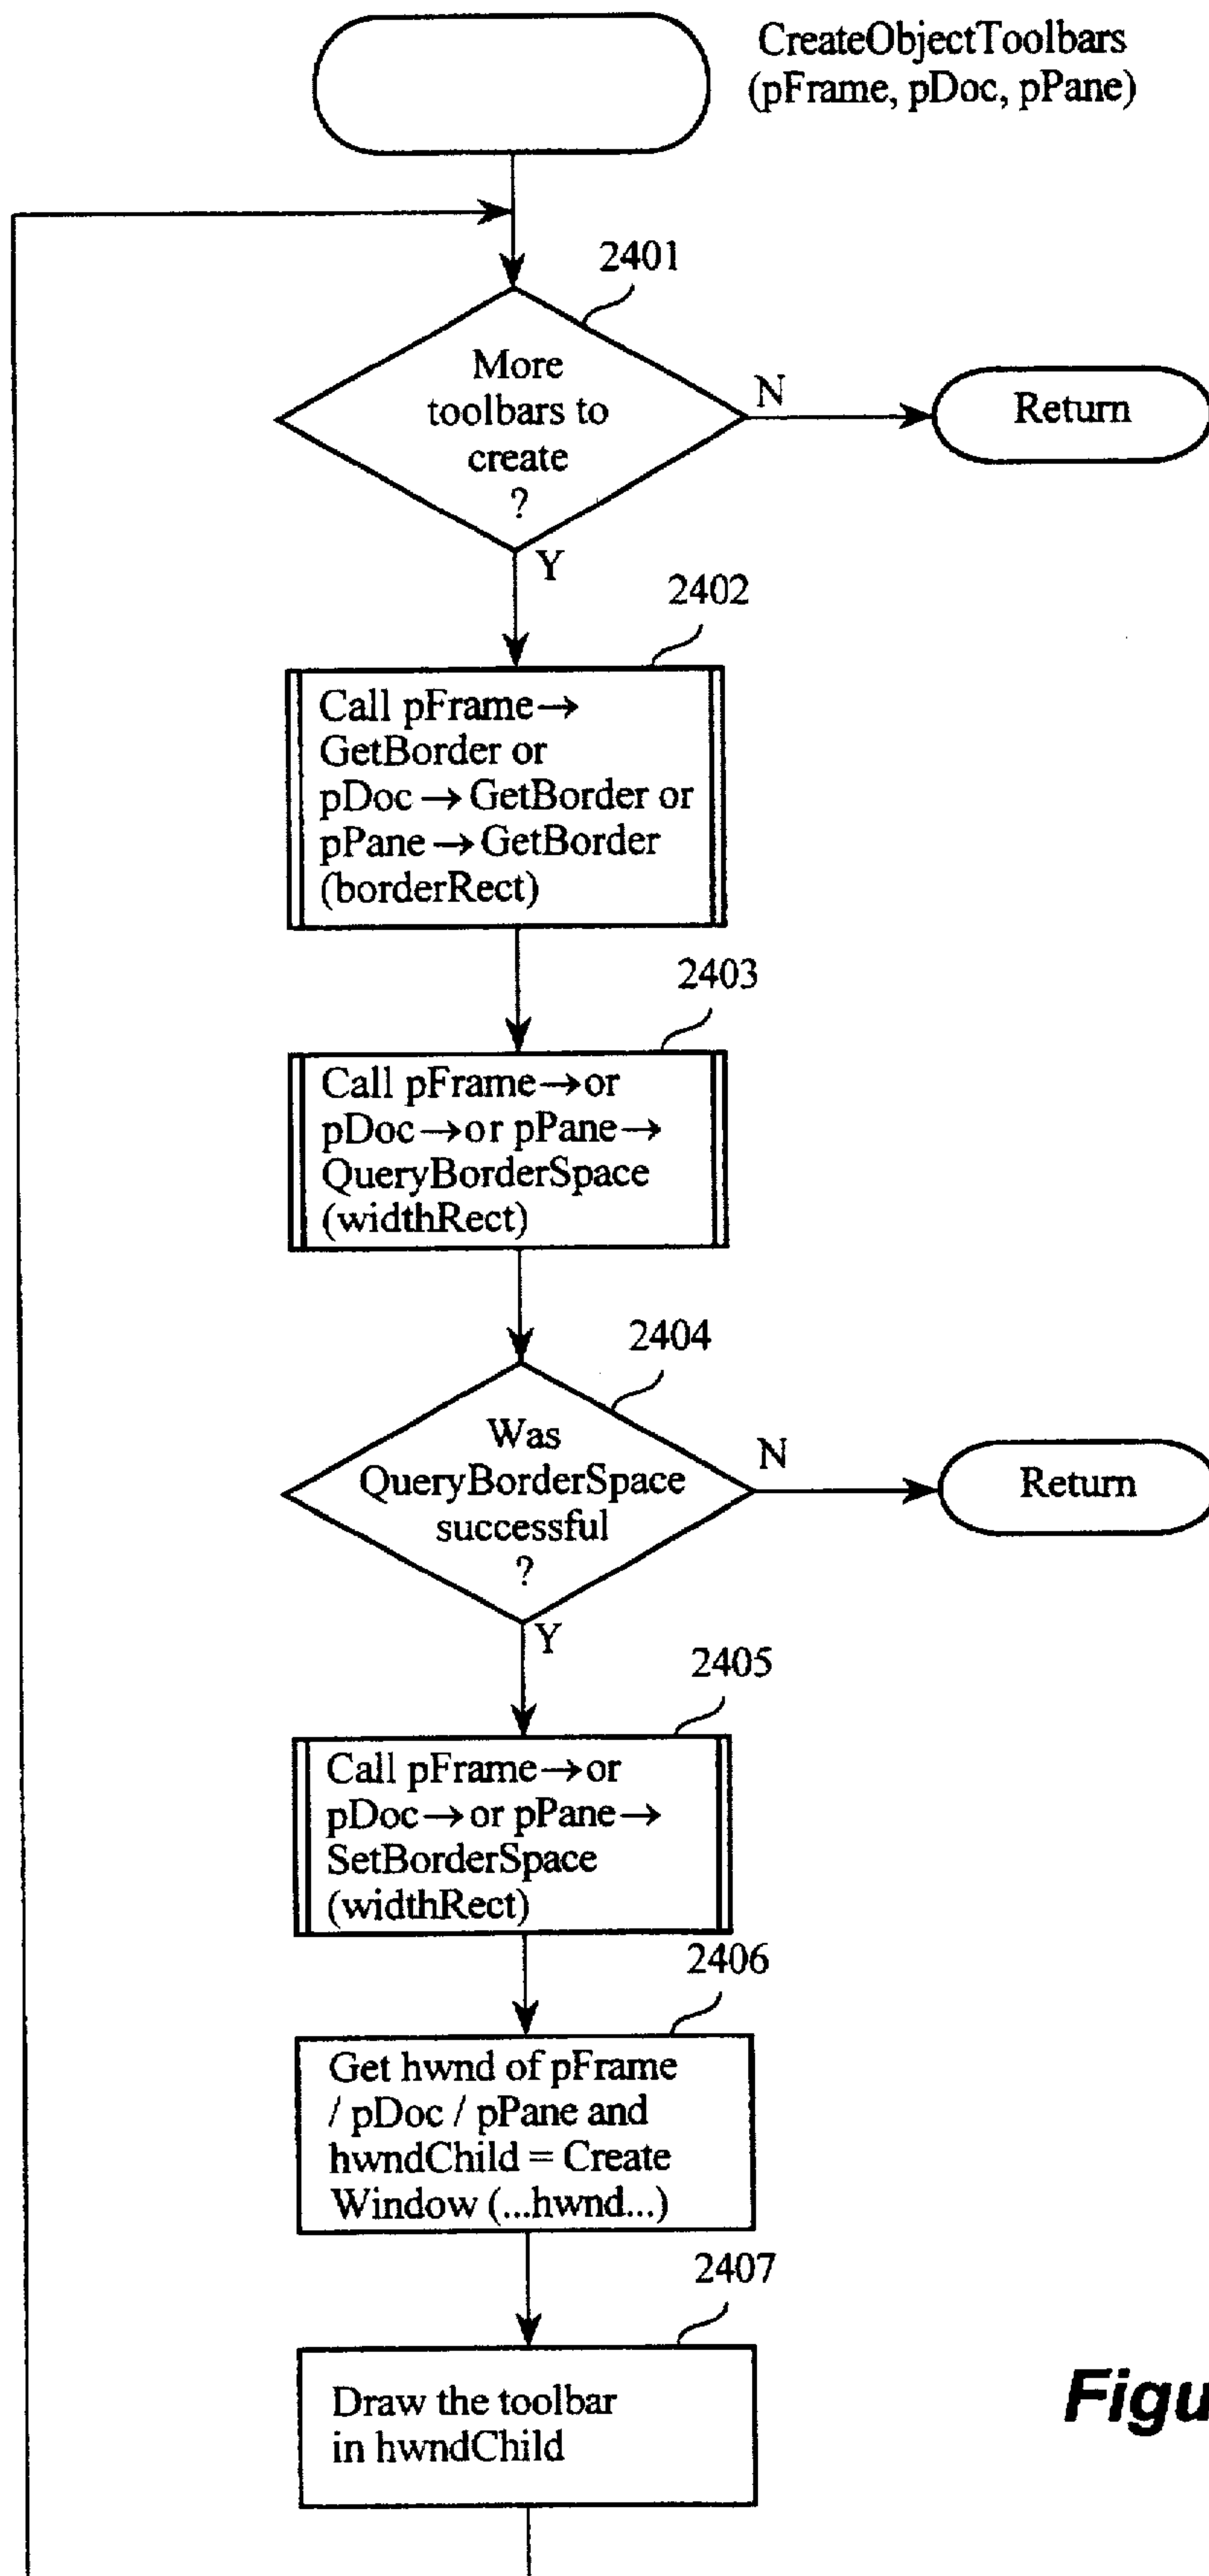 CreateObjectToolbars
(pFrame, pDoc, pPane)
2401
More
toolbars to
create
?
N
Return
Y
2402
Call pFrame→
GetBorder or
pDoc → GetBorder or
pPane → GetBorder
(borderRect)
2403
Call pFrame→or
pDoc→or pPane→
QueryBorderSpace
(widthRect)
2404
Was
QueryBorderSpace
successful
?
N
Return
Y
2405
Call pFrame→or
pDoc→or pPane→
SetBorderSpace
(widthRect)
2406
Get hwnd of pFrame
/ pDoc / pPane and
hwndChild = Create
Window (...hwnd...)
2407
Draw the toolbar
in hwndChild